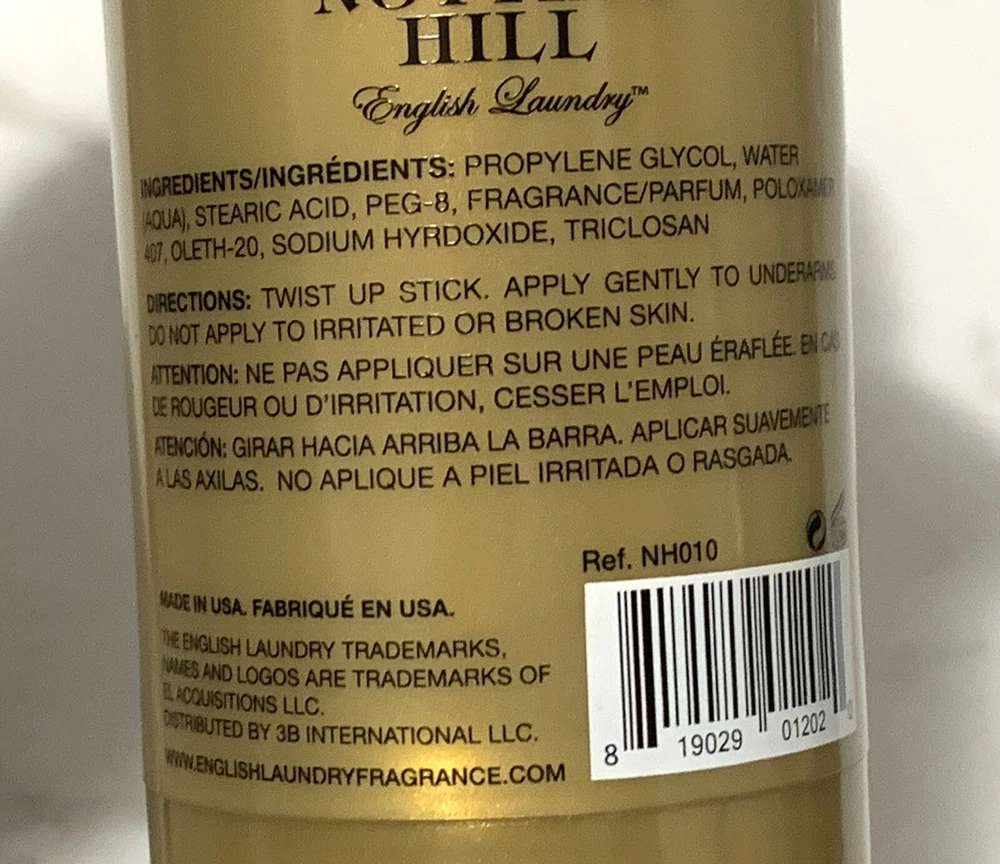 HILL
English Laundry™
INGREDIENTS/INGRÉDIENTS: PROPYLENE GLYCOL, WATER
(AQUA), STEARIC ACID, PEG-8, FRAGRANCE/PARFUM, POLOXAMER
407, OLETH-20, SODIUM HYRDOXIDE, TRICLOSAN
DIRECTIONS: TWIST UP STICK. APPLY GENTLY TO UNDERARMS
DO NOT APPLY TO IRRITATED OR BROKEN SKIN.
ATTENTION: NE PAS APPLIQUER SUR UNE PEAU ÉRAFLÉE. EN CAS
DE ROUGEUR OU D'IRRITATION, CESSER L'EMPLOI.
ATENCIÓN: GIRAR HACIA ARRIBA LA BARRA. APLICAR SUAVEMENTE
A LAS AXILAS. NO APLIQUE A PIEL IRRITADA O RASGADA.
Ref. NH010
MADE IN USA. FABRIQUÉ EN USA.
THE ENGLISH LAUNDRY TRADEMARKS,
NAMES AND LOGOS ARE TRADEMARKS OF
EL ACQUISITIONS LLC.
DISTRIBUTED BY 3B INTERNATIONAL LLC.
WWW.ENGLISHLAUNDRYFRAGRANCE.COM
8 19029 01202 0